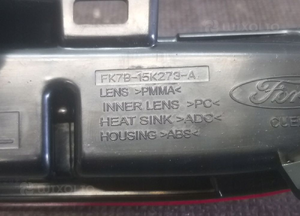 FK7B-15K273-A
LENS >PMMA<
INNER LENS >PC<
HEAT SINK >ADC<
HOUSING >ABS<
Ford